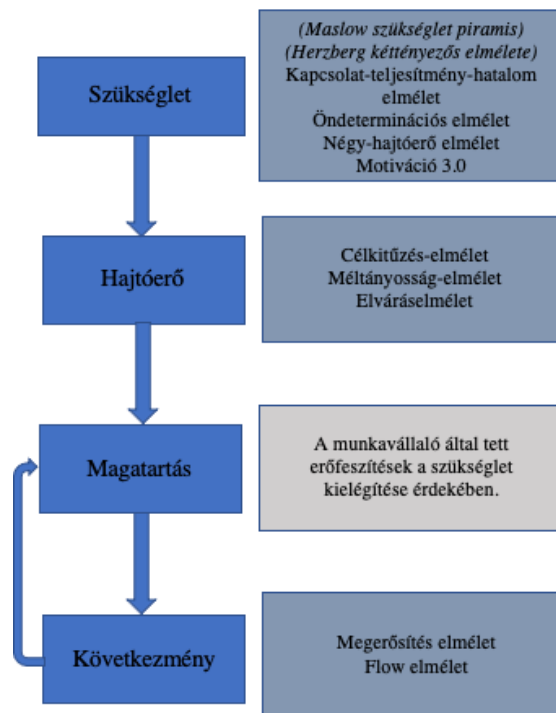 Szükséglet
(Maslow szükséglet piramis)
(Herzberg kéttényezős elmélete)
Kapcsolat-teljesítmény-hatalom
elmélet
Öndeterminációs elmélet
Négy-hajtóerő elmélet
Motiváció 3.0
Hajtóerő
Célkitűzés-elmélet
Méltányosság-elmélet
Elváráselmélet
Magatartás
A munkavállaló által tett
erőfeszítések a szükséglet
kielégítése érdekében.
Következmény
Megerősítés elmélet
Flow elmélet